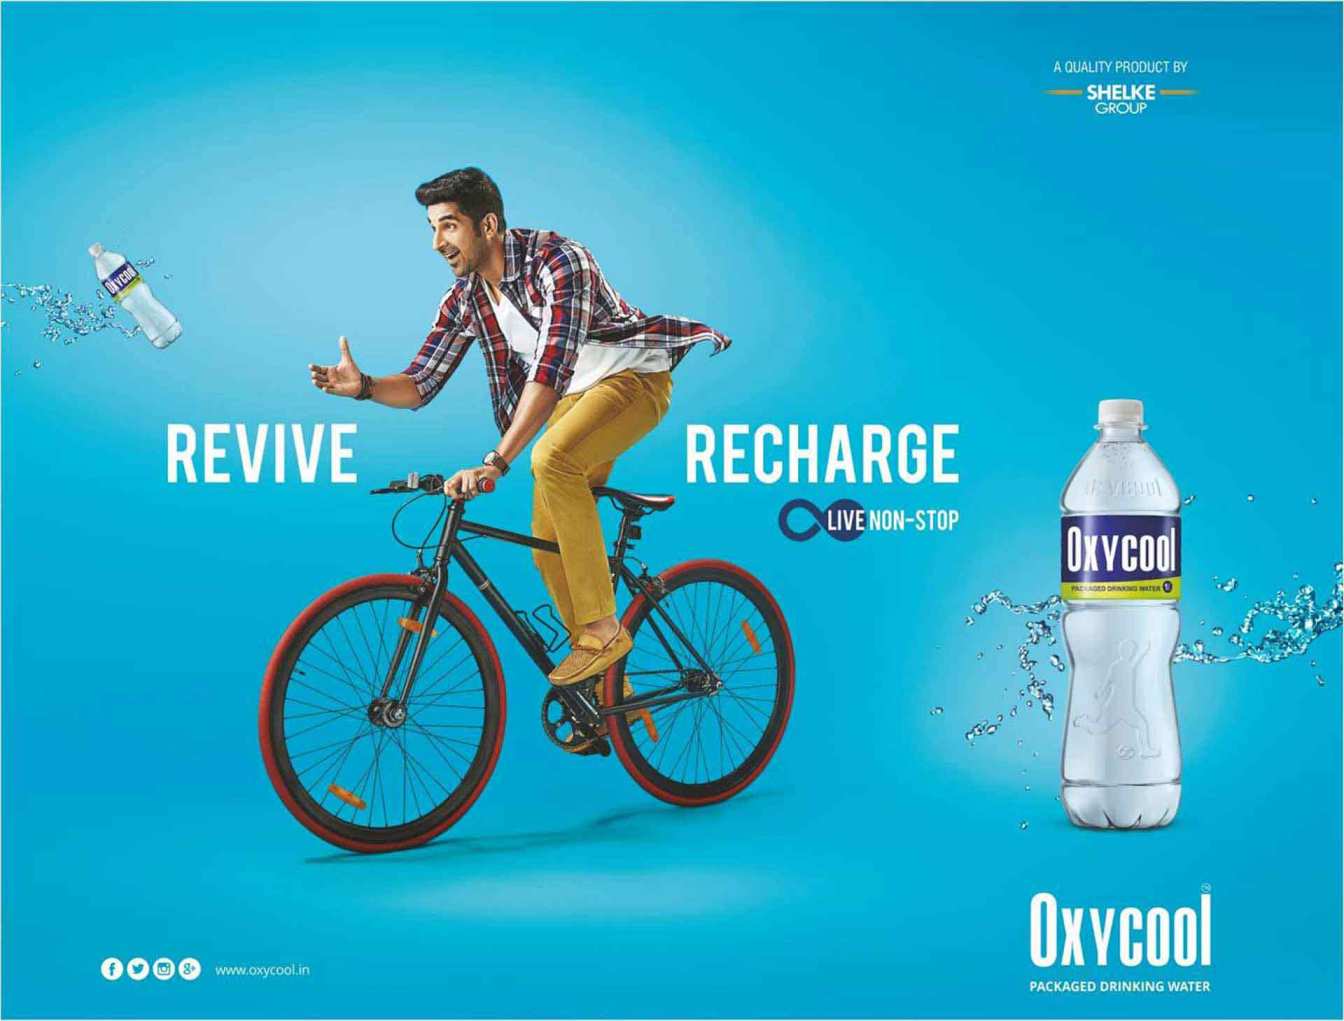 A QUALITY PRODUCT BY
SHELKE
GROUP
OXYCOOL
REVIVE
RECHARGE
LIVE NON-STOP
OXYCOOL
PACKAGED DRINKING WATER
www.oxycool.in
OXYCOOL
PACKAGED DRINKING WATER